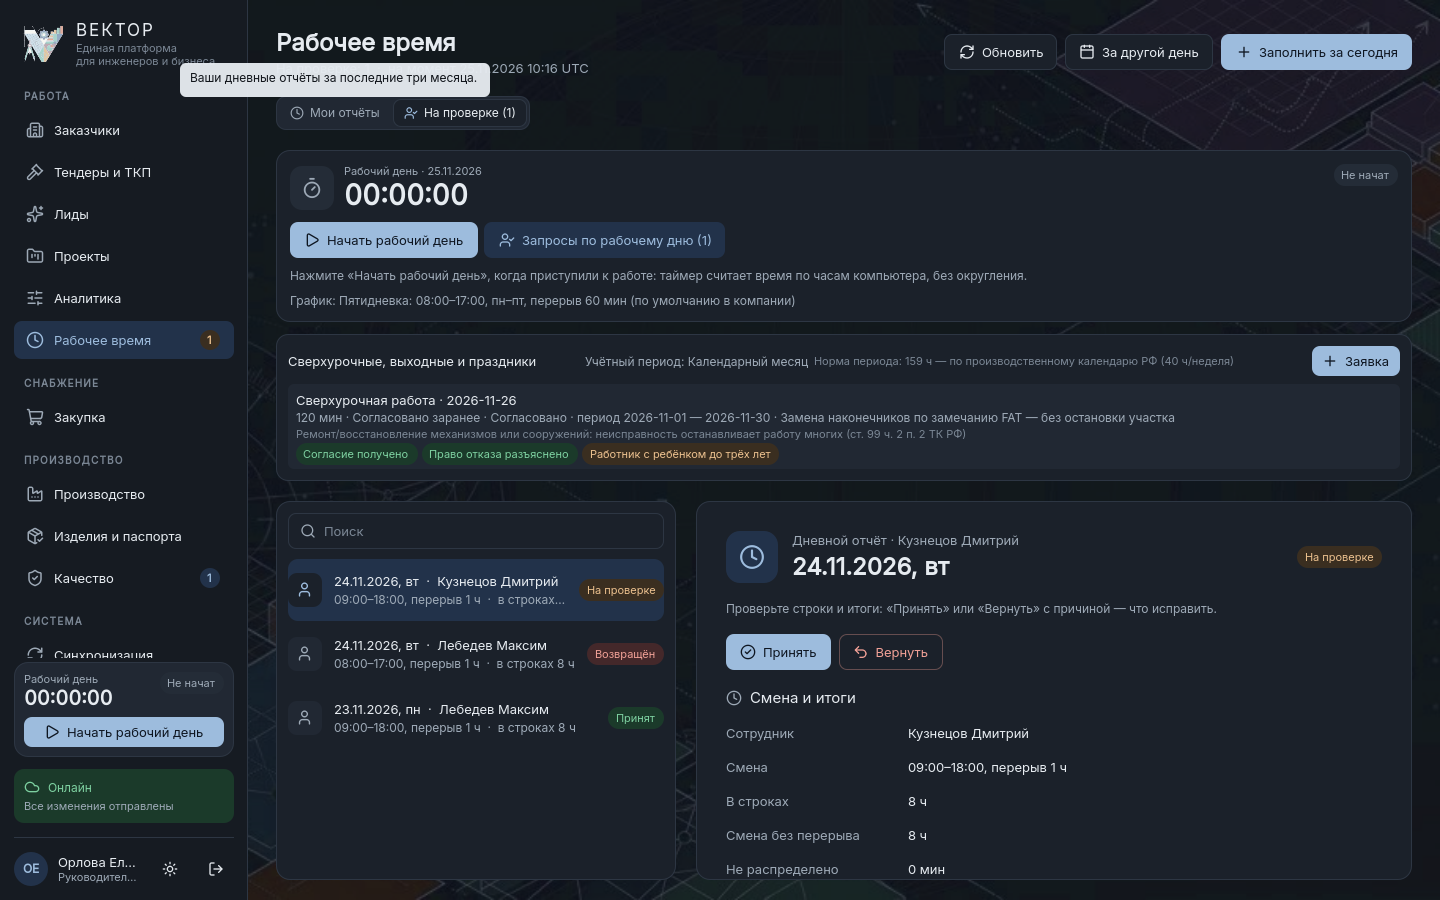 ВЕКТОР
Единая платформа
для инженеров и бизнеса
РАБОТА
Заказчики
Тендеры и ТКП
Лиды
Проекты
Аналитика
Рабочее время 1
СНАБЖЕНИЕ
Закупка
ПРОИЗВОДСТВО
Производство
Изделия и паспорта
Качество 1
СИСТЕМА
Синхронизация
Рабочий день
Не начат
00:00:00
Начать рабочий день
Онлайн
Все изменения отправлены
ОЕ
Орлова Ел...
Руководител...
Рабочее время
2026 10:16 UTC
Ваши дневные отчёты за последние три месяца.
Обновить
За другой день
Заполнить за сегодня
Мои отчёты
На проверке (1)
Рабочий день · 25.11.2026
00:00:00
Не начат
Начать рабочий день
Запросы по рабочему дню (1)
Нажмите «Начать рабочий день», когда приступили к работе: таймер считает время по часам компьютера, без округления.
График: Пятидневка: 08:00–17:00, пн–пт, перерыв 60 мин (по умолчанию в компании)
Сверхурочные, выходные и праздники
Учётный период: Календарный месяц Норма периода: 159 ч — по производственному календарю РФ (40 ч/неделя)
Заявка
Сверхурочная работа · 2026-11-26
120 мин · Согласовано заранее · Согласовано · период 2026-11-01 — 2026-11-30 · Замена наконечников по замечанию FAT — без остановки участка
Ремонт/восстановление механизмов или сооружений: неисправность останавливает работу многих (ст. 99 ч. 2 п. 2 ТК РФ)
Согласие получено
Право отказа разъяснено
Работник с ребёнком до трёх лет
Поиск
24.11.2026, вт · Кузнецов Дмитрий
09:00–18:00, перерыв 1 ч · в строках...
На проверке
24.11.2026, вт · Лебедев Максим
08:00–17:00, перерыв 1 ч · в строках 8 ч
Возвращён
23.11.2026, пн · Лебедев Максим
09:00–18:00, перерыв 1 ч · в строках 8 ч
Принят
Дневной отчёт · Кузнецов Дмитрий
24.11.2026, вт
На проверке
Проверьте строки и итоги: «Принять» или «Вернуть» с причиной — что исправить.
Принять
Вернуть
Смена и итоги
Сотрудник Кузнецов Дмитрий
Смена 09:00–18:00, перерыв 1 ч
В строках 8 ч
Смена без перерыва 8 ч
Не распределено 0 мин